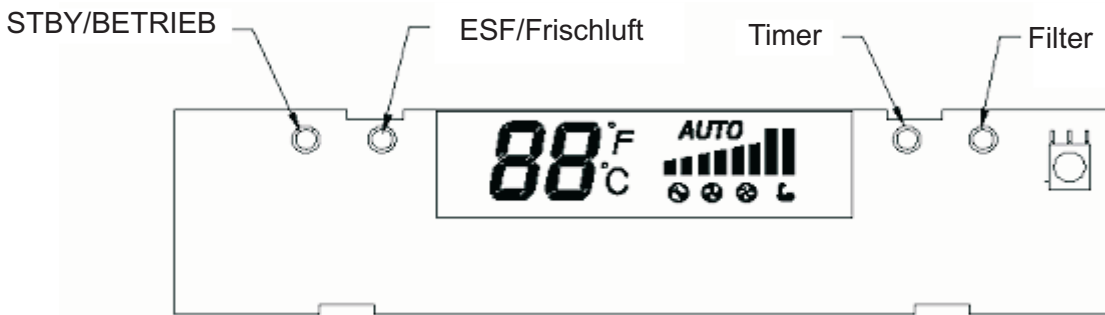 STBY/BETRIEB
ESF/Frischluft
Timer
Filter
88 °F
°C
AUTO